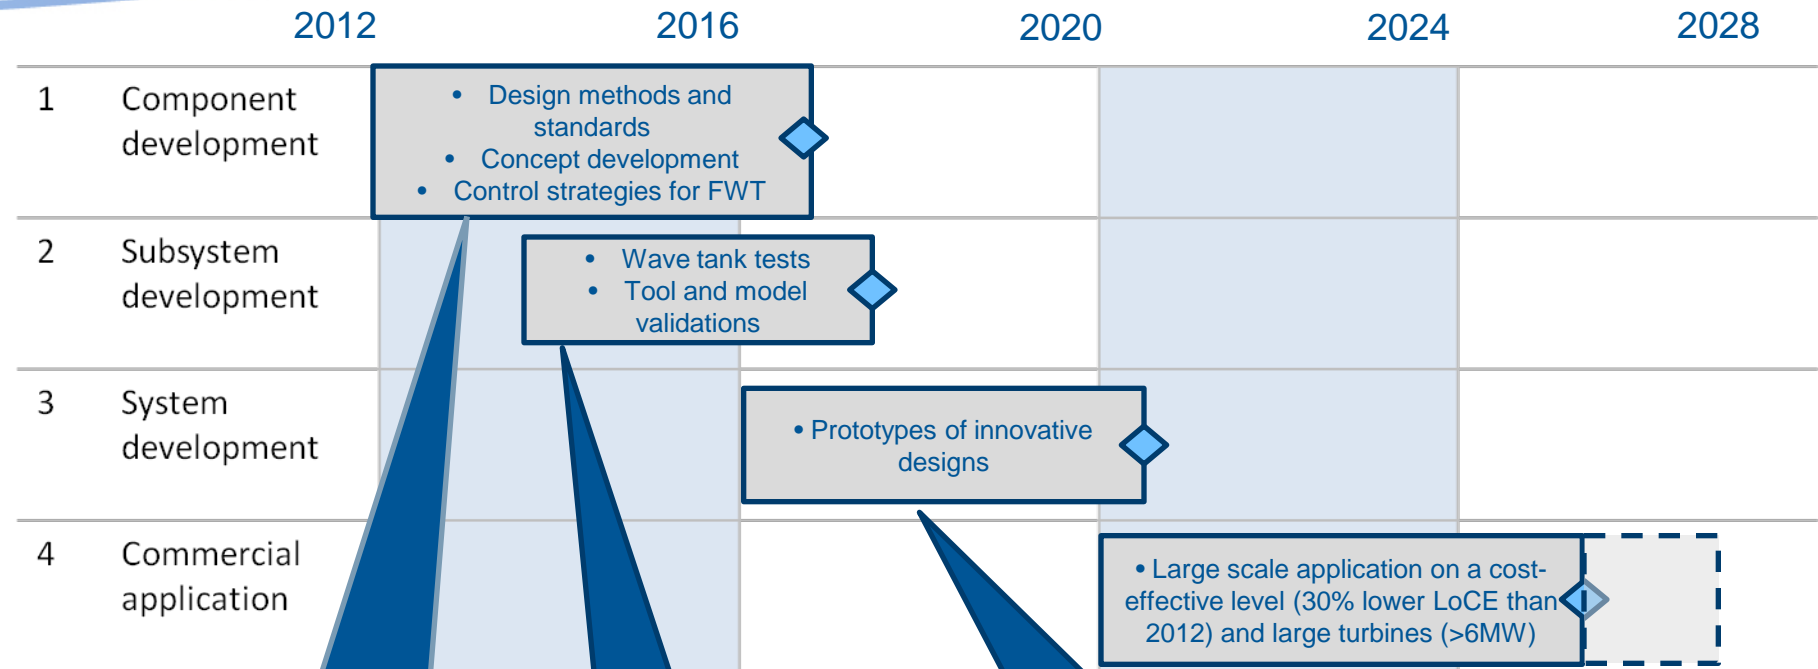 2012 2016 2020 2024 2028
1 Component
development
• Design methods and
standards
• Concept development
• Control strategies for FWT
2 Subsystem
development
• Wave tank tests
• Tool and model
validations
3 System
development
• Prototypes of innovative
designs
4 Commercial
application
• Large scale application on a cost-
effective level (30% lower LoCE than
2012) and large turbines (>6MW)